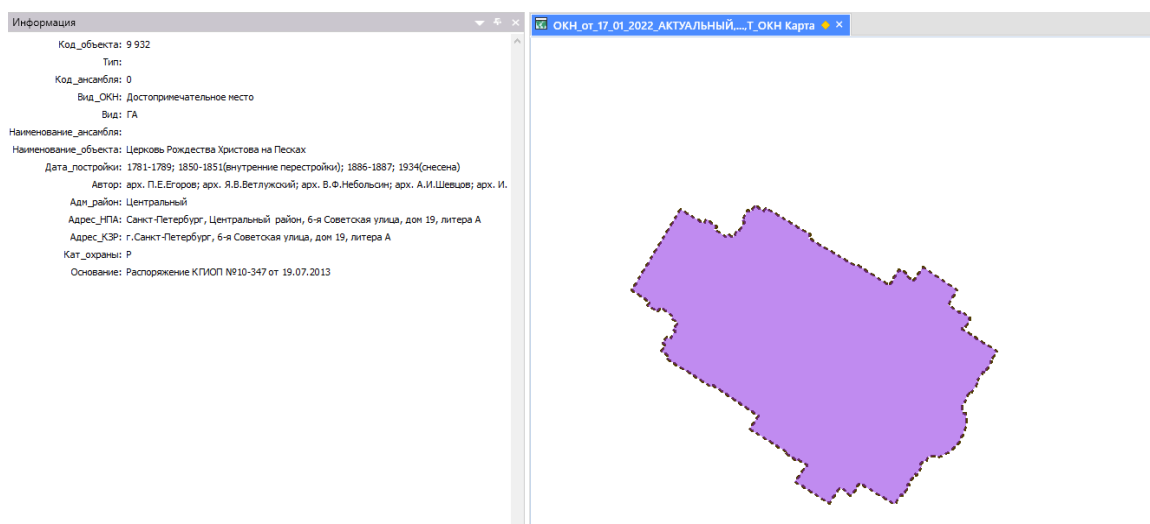 Информация
Код_объекта: 9 932
Тип:
Код_ансамбля: 0
Вид_ОКН: Достопримечательное место
Вид: ГА
Наименование_ансамбля:
Наименование_объекта: Церковь Рождества Христова на Песках
Дата_постройки: 1781-1789; 1850-1851(внутренние перестройки); 1886-1887; 1934(снесена)
Автор: арх. П.Е.Егоров; арх. Я.В.Ветлужский; арх. В.Ф.Небольсин; арх. А.И.Шевцов; арх. И.
Адм_район: Центральный
Адрес_НПА: Санкт-Петербург, Центральный район, 6-я Советская улица, дом 19, литера А
Адрес_КЗР: г.Санкт-Петербург, 6-я Советская улица, дом 19, литера А
Кат_охраны: Р
Основание: Распоряжение КГИОП №10-347 от 19.07.2013
ОКН_от_17_01_2022_АКТУАЛЬНЫЙ,...,Т_ОКН Карта